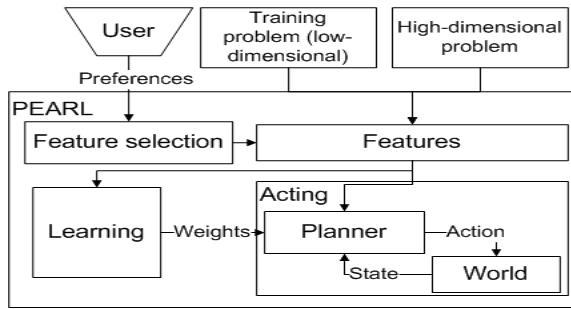 User
Training
problem (low-
dimensional)
High-dimensional
problem
Preferences
PEARL
Feature selection
Features
Acting
Learning
Weights
Planner
Action
State
World